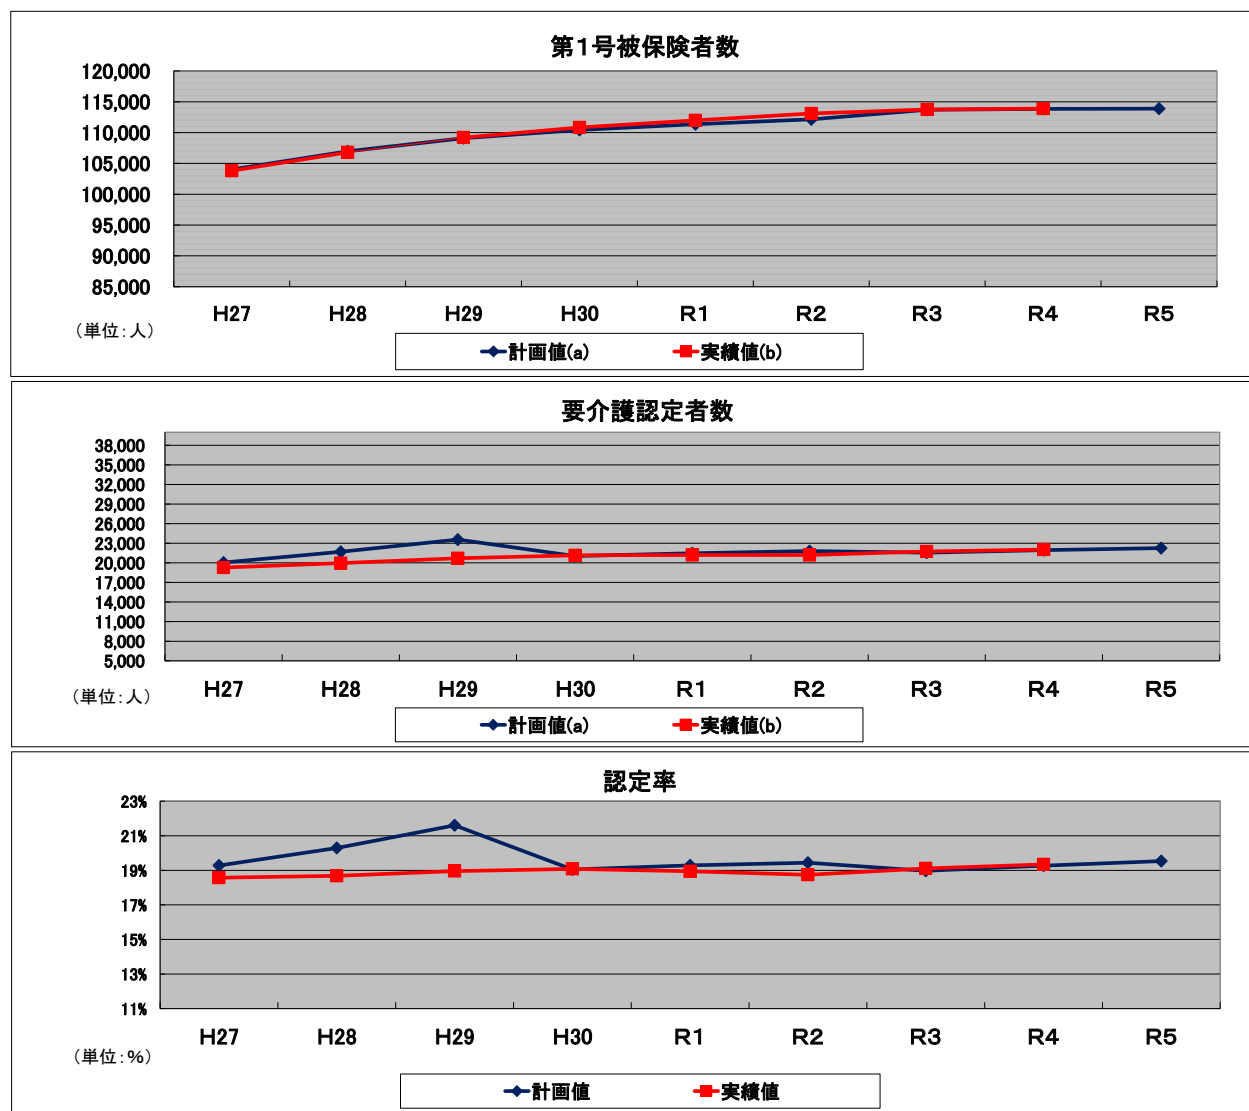 第1号被保険者数
120,000
115,000
110,000
105,000
100,000
95,000
90,000
85,000
H27 H28 H29 H30 R1 R2 R3 R4 R5
（単位：人）
計画値(a) 実績値(b)
要介護認定者数
38,000
35,000
32,000
29,000
26,000
23,000
20,000
17,000
14,000
11,000
8,000
5,000
H27 H28 H29 H30 R1 R2 R3 R4 R5
（単位：人）
計画値(a) 実績値(b)
認定率
23%
21%
19%
17%
15%
13%
11%
H27 H28 H29 H30 R1 R2 R3 R4 R5
（単位：%）
計画値 実績値